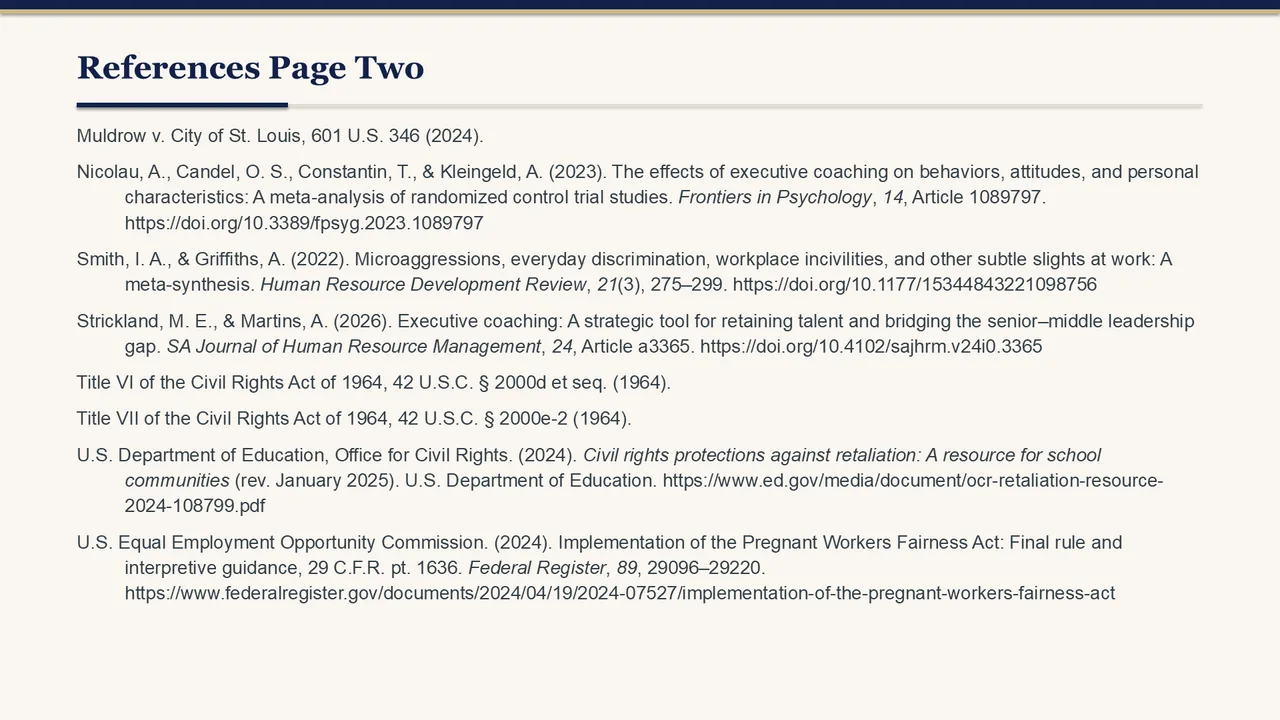 References Page Two
Muldrow v. City of St. Louis, 601 U.S. 346 (2024).
Nicolau, A., Candel, O. S., Constantin, T., & Kleingeld, A. (2023). The effects of executive coaching on behaviors, attitudes, and personal
characteristics: A meta-analysis of randomized control trial studies. Frontiers in Psychology, 14, Article 1089797.
https://doi.org/10.3389/fpsyg.2023.1089797
Smith, I. A., & Griffiths, A. (2022). Microaggressions, everyday discrimination, workplace incivilities, and other subtle slights at work: A
meta-synthesis. Human Resource Development Review, 21(3), 275–299. https://doi.org/10.1177/15344843221098756
Strickland, M. E., & Martins, A. (2026). Executive coaching: A strategic tool for retaining talent and bridging the senior–middle leadership
gap. SA Journal of Human Resource Management, 24, Article a3365. https://doi.org/10.4102/sajhrm.v24i0.3365
Title VI of the Civil Rights Act of 1964, 42 U.S.C. § 2000d et seq. (1964).
Title VII of the Civil Rights Act of 1964, 42 U.S.C. § 2000e-2 (1964).
U.S. Department of Education, Office for Civil Rights. (2024). Civil rights protections against retaliation: A resource for school
communities (rev. January 2025). U.S. Department of Education. https://www.ed.gov/media/document/ocr-retaliation-resource-
2024-108799.pdf
U.S. Equal Employment Opportunity Commission. (2024). Implementation of the Pregnant Workers Fairness Act: Final rule and
interpretive guidance, 29 C.F.R. pt. 1636. Federal Register, 89, 29096–29220.
https://www.federalregister.gov/documents/2024/04/19/2024-07527/implementation-of-the-pregnant-workers-fairness-act